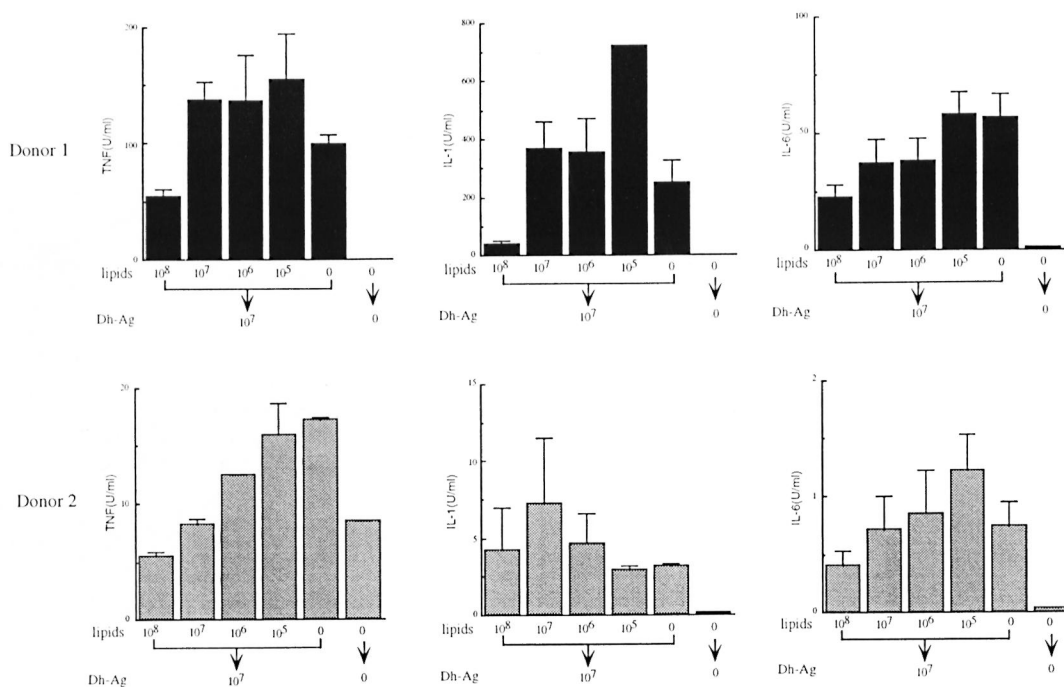 200
100
0
TNF(U/ml)
800
600
400
200
0
IL-1(U/ml)
100
50
0
IL-6(U/ml)
Donor 1
lipids 10⁸ 10⁷ 10⁶ 10⁵ 0 0
Dh-Ag 10⁷ 0
lipids 10⁸ 10⁷ 10⁶ 10⁵ 0 0
Dh-Ag 10⁷ 0
lipids 10⁸ 10⁷ 10⁶ 10⁵ 0 0
Dh-Ag 10⁷ 0
20
10
0
TNF(U/ml)
15
10
5
0
IL-1(U/ml)
2
1
0
IL-6(U/ml)
Donor 2
lipids 10⁸ 10⁷ 10⁶ 10⁵ 0 0
Dh-Ag 10⁷ 0
lipids 10⁸ 10⁷ 10⁶ 10⁵ 0 0
Dh-Ag 10⁷ 0
lipids 10⁸ 10⁷ 10⁶ 10⁵ 0 0
Dh-Ag 10⁷ 0